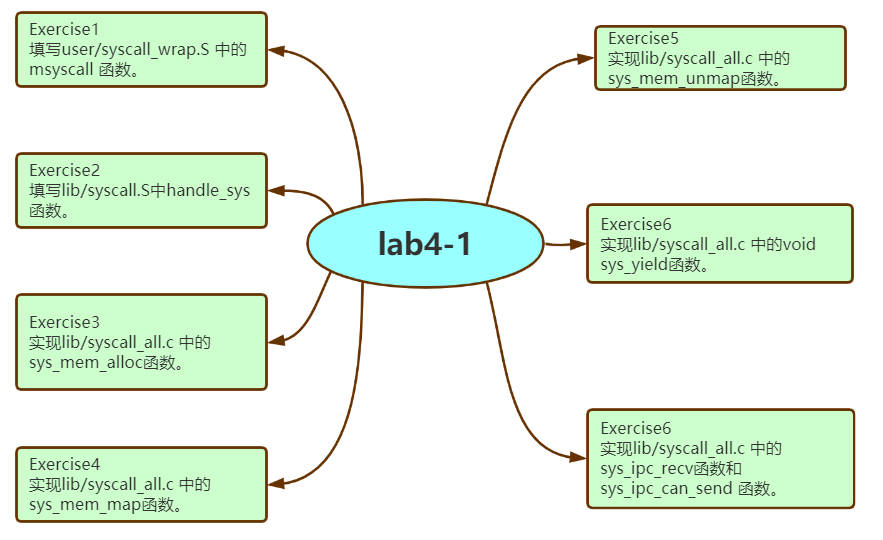 Exercise1
填写user/syscall_wrap.S 中的
msyscall 函数。
Exercise2
填写lib/syscall.S中handle_sys
函数。
Exercise3
实现lib/syscall_all.c 中的
sys_mem_alloc函数。
Exercise4
实现lib/syscall_all.c 中的
sys_mem_map函数。
lab4-1
Exercise5
实现lib/syscall_all.c 中的
sys_mem_unmap函数。
Exercise6
实现lib/syscall_all.c 中的void
sys_yield函数。
Exercise6
实现lib/syscall_all.c 中的
sys_ipc_recv函数和
sys_ipc_can_send 函数。